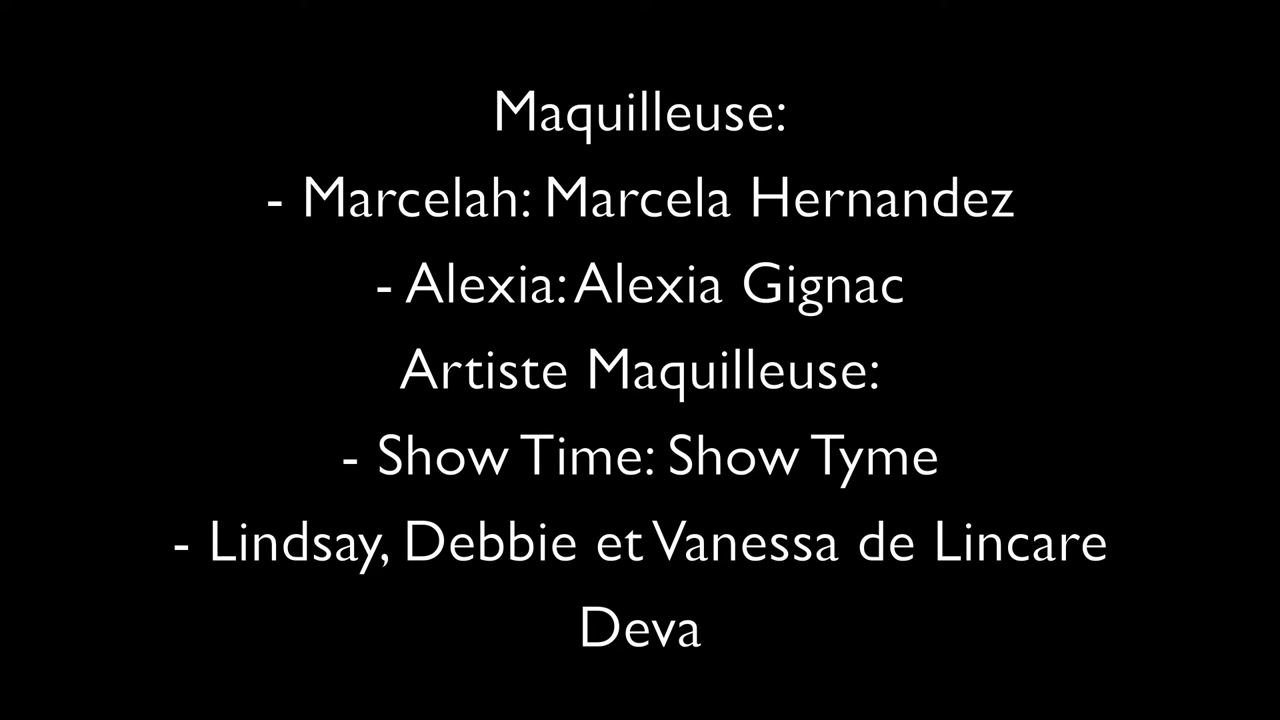 Maquilleuse:
- Marcelah: Marcela Hernandez
- Alexia: Alexia Gignac
Artiste Maquilleuse:
- Show Time: Show Tyme
- Lindsay, Debbie et Vanessa de Lincare
Deva